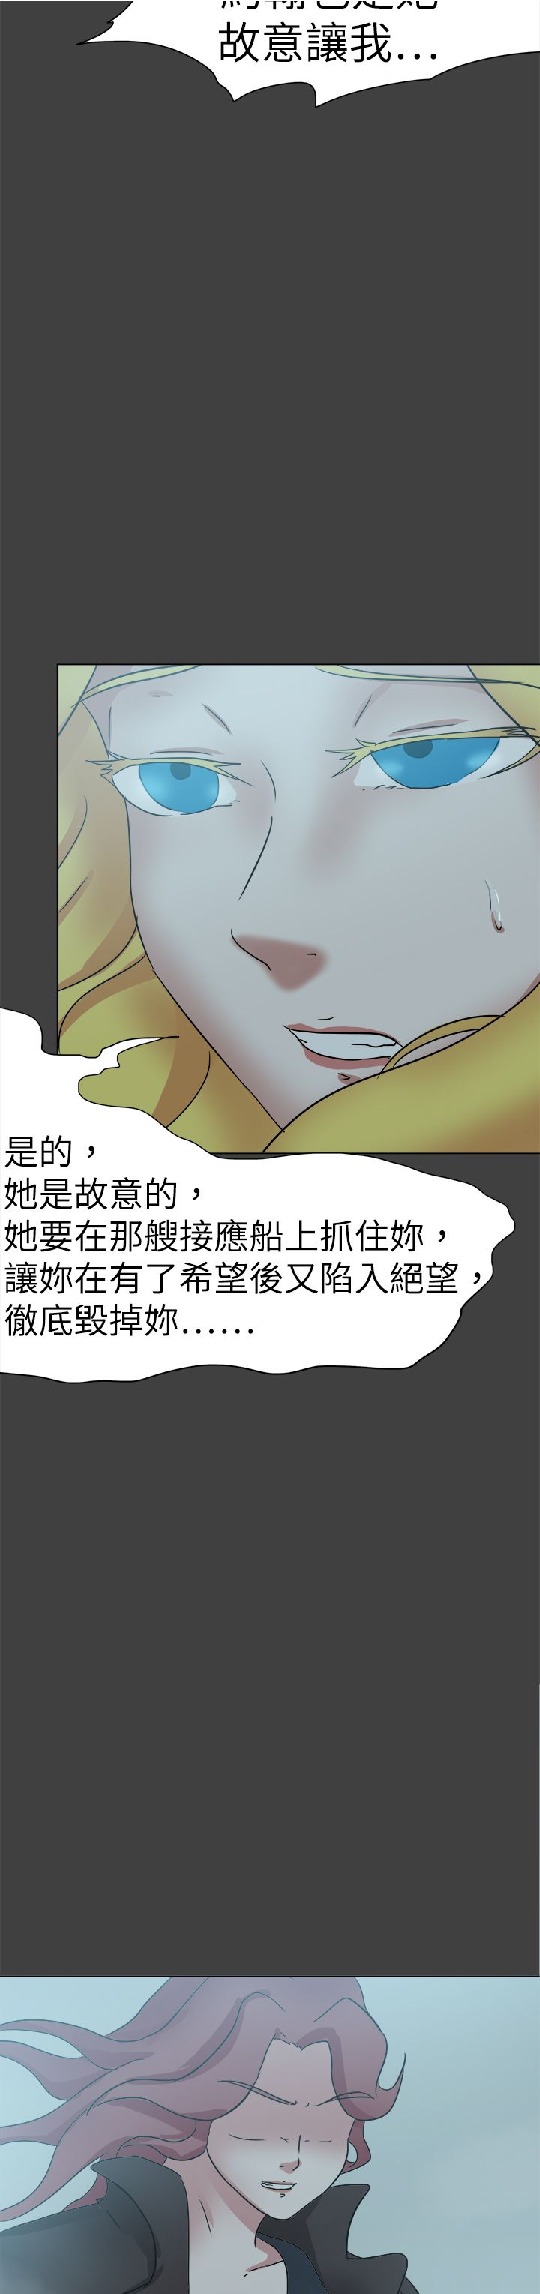 故意讓我...
是的，
她是故意的，
她要在那艘接應船上抓住妳，
讓妳在有了希望後又陷入絕望，
徹底毀掉妳......